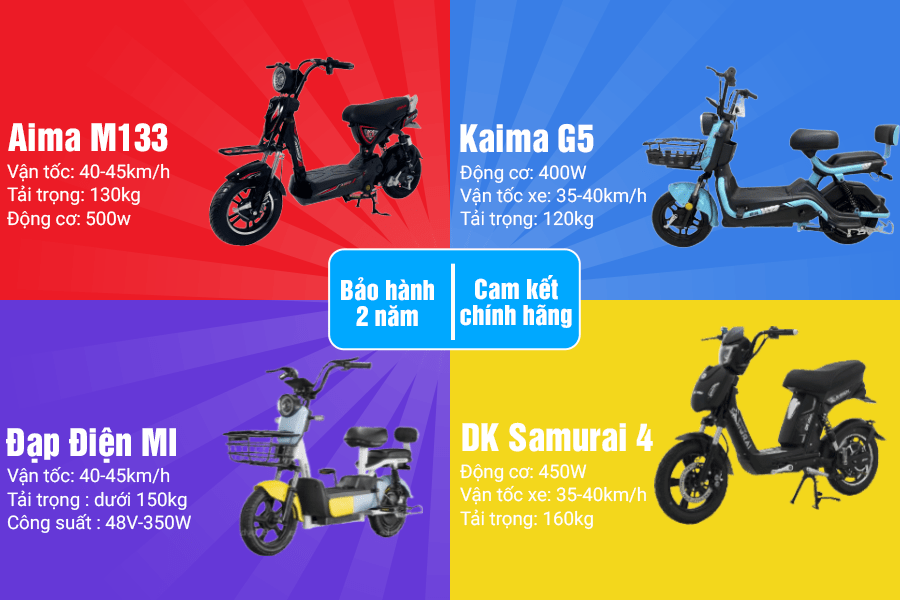 Aima M133
Vận tốc: 40-45km/h
Tải trọng: 130kg
Động cơ: 500w
Kaima G5
Động cơ: 400W
Vận tốc xe: 35-40km/h
Tải trọng: 120kg
Bảo hành
2 năm
Cam kết
chính hãng
Đạp Điện MI
Vận tốc: 40-45km/h
Tải trọng : dưới 150kg
Công suất : 48V-350W
DK Samurai 4
Động cơ: 450W
Vận tốc xe: 35-40km/h
Tải trọng: 160kg